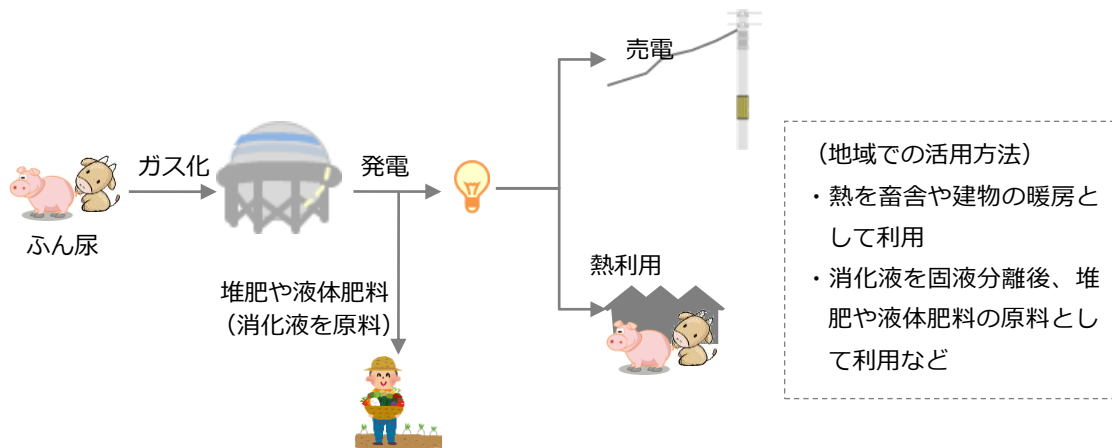 売電
ガス化
発電
ふん尿
堆肥や液体肥料
（消化液を原料）
熱利用
（地域での活用方法）
・熱を畜舎や建物の暖房と
して利用
・消化液を固液分離後、堆
肥や液体肥料の原料とし
て利用など